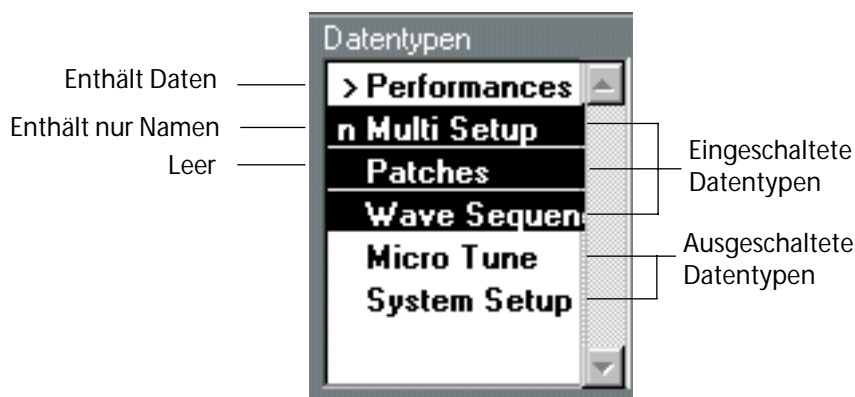 Datentypen
Enthält Daten
> Performances
Enthält nur Namen
n Multi Setup
Leer
Patches
Eingeschaltete
Datentypen
Wave Sequen
Micro Tune
Ausgeschaltete
Datentypen
System Setup